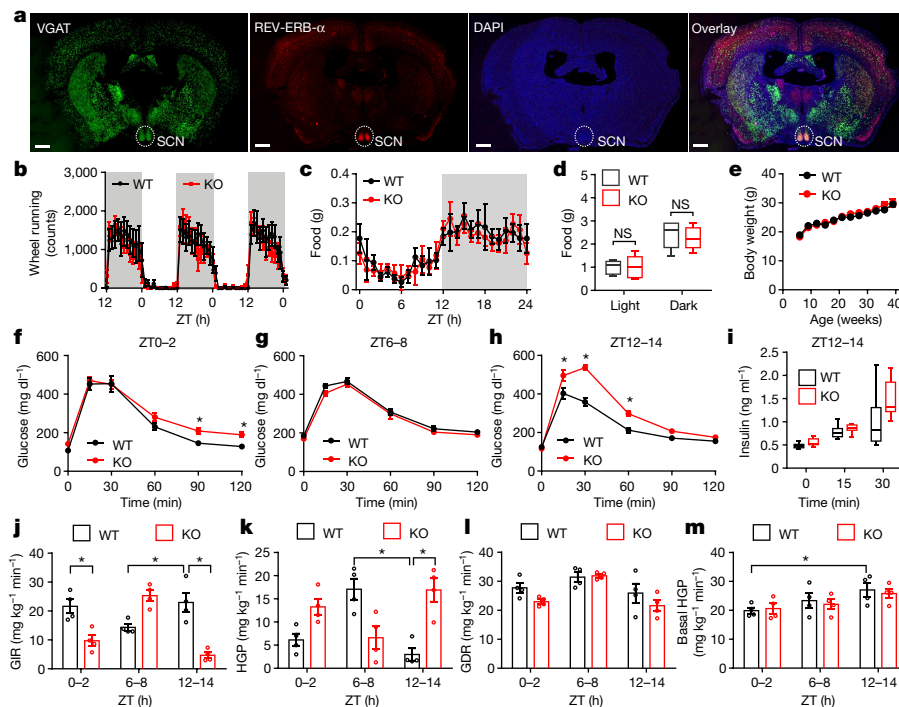 a
VGAT
REV-ERB-α
DAPI
Overlay
SCN
SCN
SCN
SCN
b
Wheel running
(counts)
3,000
2,000
1,000
0
WT
KO
12 0 12 0 12 0
ZT (h)
c
Food (g)
0.4
0.3
0.2
0.1
0
WT
KO
0 6 12 18 24
ZT (h)
d
Food (g)
5
4
3
2
1
0
WT
KO
NS
NS
Light Dark
e
Body weight (g)
40
30
20
10
0
WT
KO
0 10 20 30 40
Age (weeks)
f
ZT0–2
Glucose (mg dl⁻¹)
600
400
200
0
WT
KO
* *
0 30 60 90 120
Time (min)
g
ZT6–8
Glucose (mg dl⁻¹)
600
400
200
0
WT
KO
0 30 60 90 120
Time (min)
h
ZT12–14
Glucose (mg dl⁻¹)
600
400
200
0
* * *
WT
KO
0 30 60 90 120
Time (min)
i
ZT12–14
Insulin (ng ml⁻¹)
2.5
2.0
1.5
1.0
0.5
0
WT
KO
0 15 30
Time (min)
j
WT KO
GIR (mg kg⁻¹ min⁻¹)
40
30
20
10
0
* * *
0–2 6–8 12–14
ZT (h)
k
WT KO
HGP (mg kg⁻¹ min⁻¹)
25
20
15
10
5
0
* *
0–2 6–8 12–14
ZT (h)
l
WT KO
GDR (mg kg⁻¹ min⁻¹)
40
30
20
10
0
0–2 6–8 12–14
ZT (h)
m
WT KO
Basal HGP
(mg kg⁻¹ min⁻¹)
40
30
20
10
0
*
0–2 6–8 12–14
ZT (h)